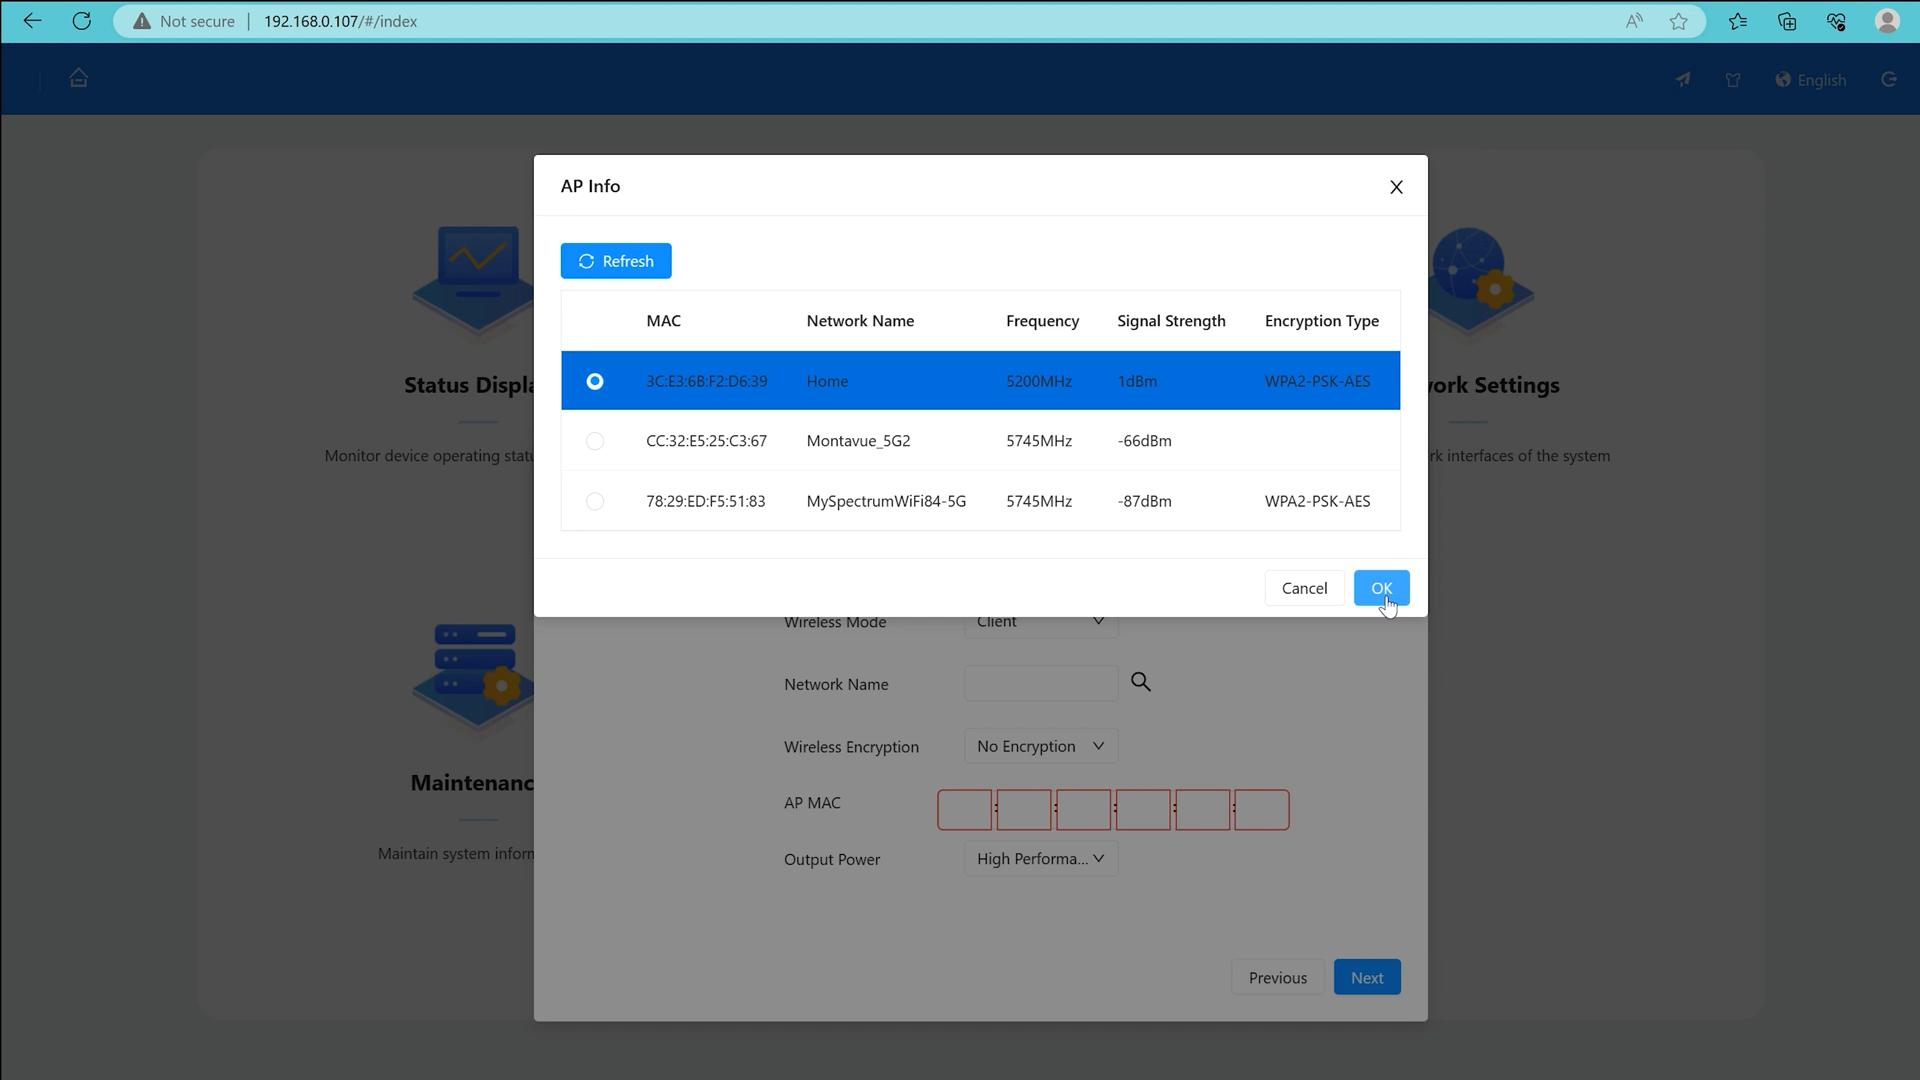 Not secure 192.168.0.107/#/index
English
AP Info
Refresh
MAC Network Name Frequency Signal Strength Encryption Type
3C:E3:6B:F2:D6:39 Home 5200MHz 1dBm WPA2-PSK-AES
CC:32:E5:25:C3:67 Montavue_5G2 5745MHz -66dBm
78:29:ED:F5:51:83 MySpectrumWiFi84-5G 5745MHz -87dBm WPA2-PSK-AES
Cancel OK
Status Displa
Monitor device operating statu
ork Settings
rk interfaces of the system
Maintenanc
Maintain system inform
Wireless Mode Client
Network Name
Wireless Encryption No Encryption
AP MAC : : : : :
Output Power High Performa...
Previous Next